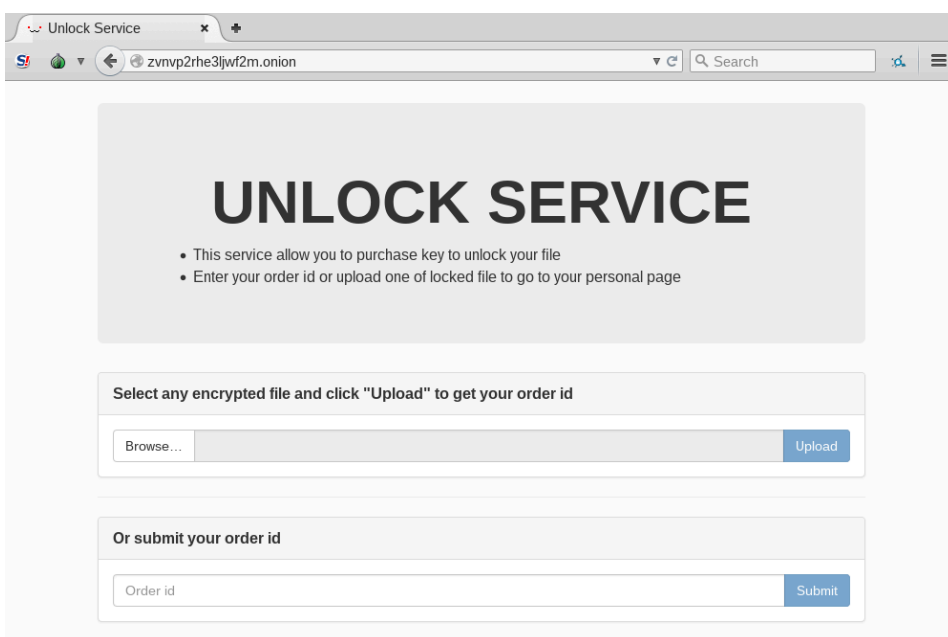 Unlock Service
zvnvp2rhe3ljwf2m.onion
Search
UNLOCK SERVICE
• This service allow you to purchase key to unlock your file
• Enter your order id or upload one of locked file to go to your personal page
Select any encrypted file and click "Upload" to get your order id
Browse… Upload
Or submit your order id
Order id Submit